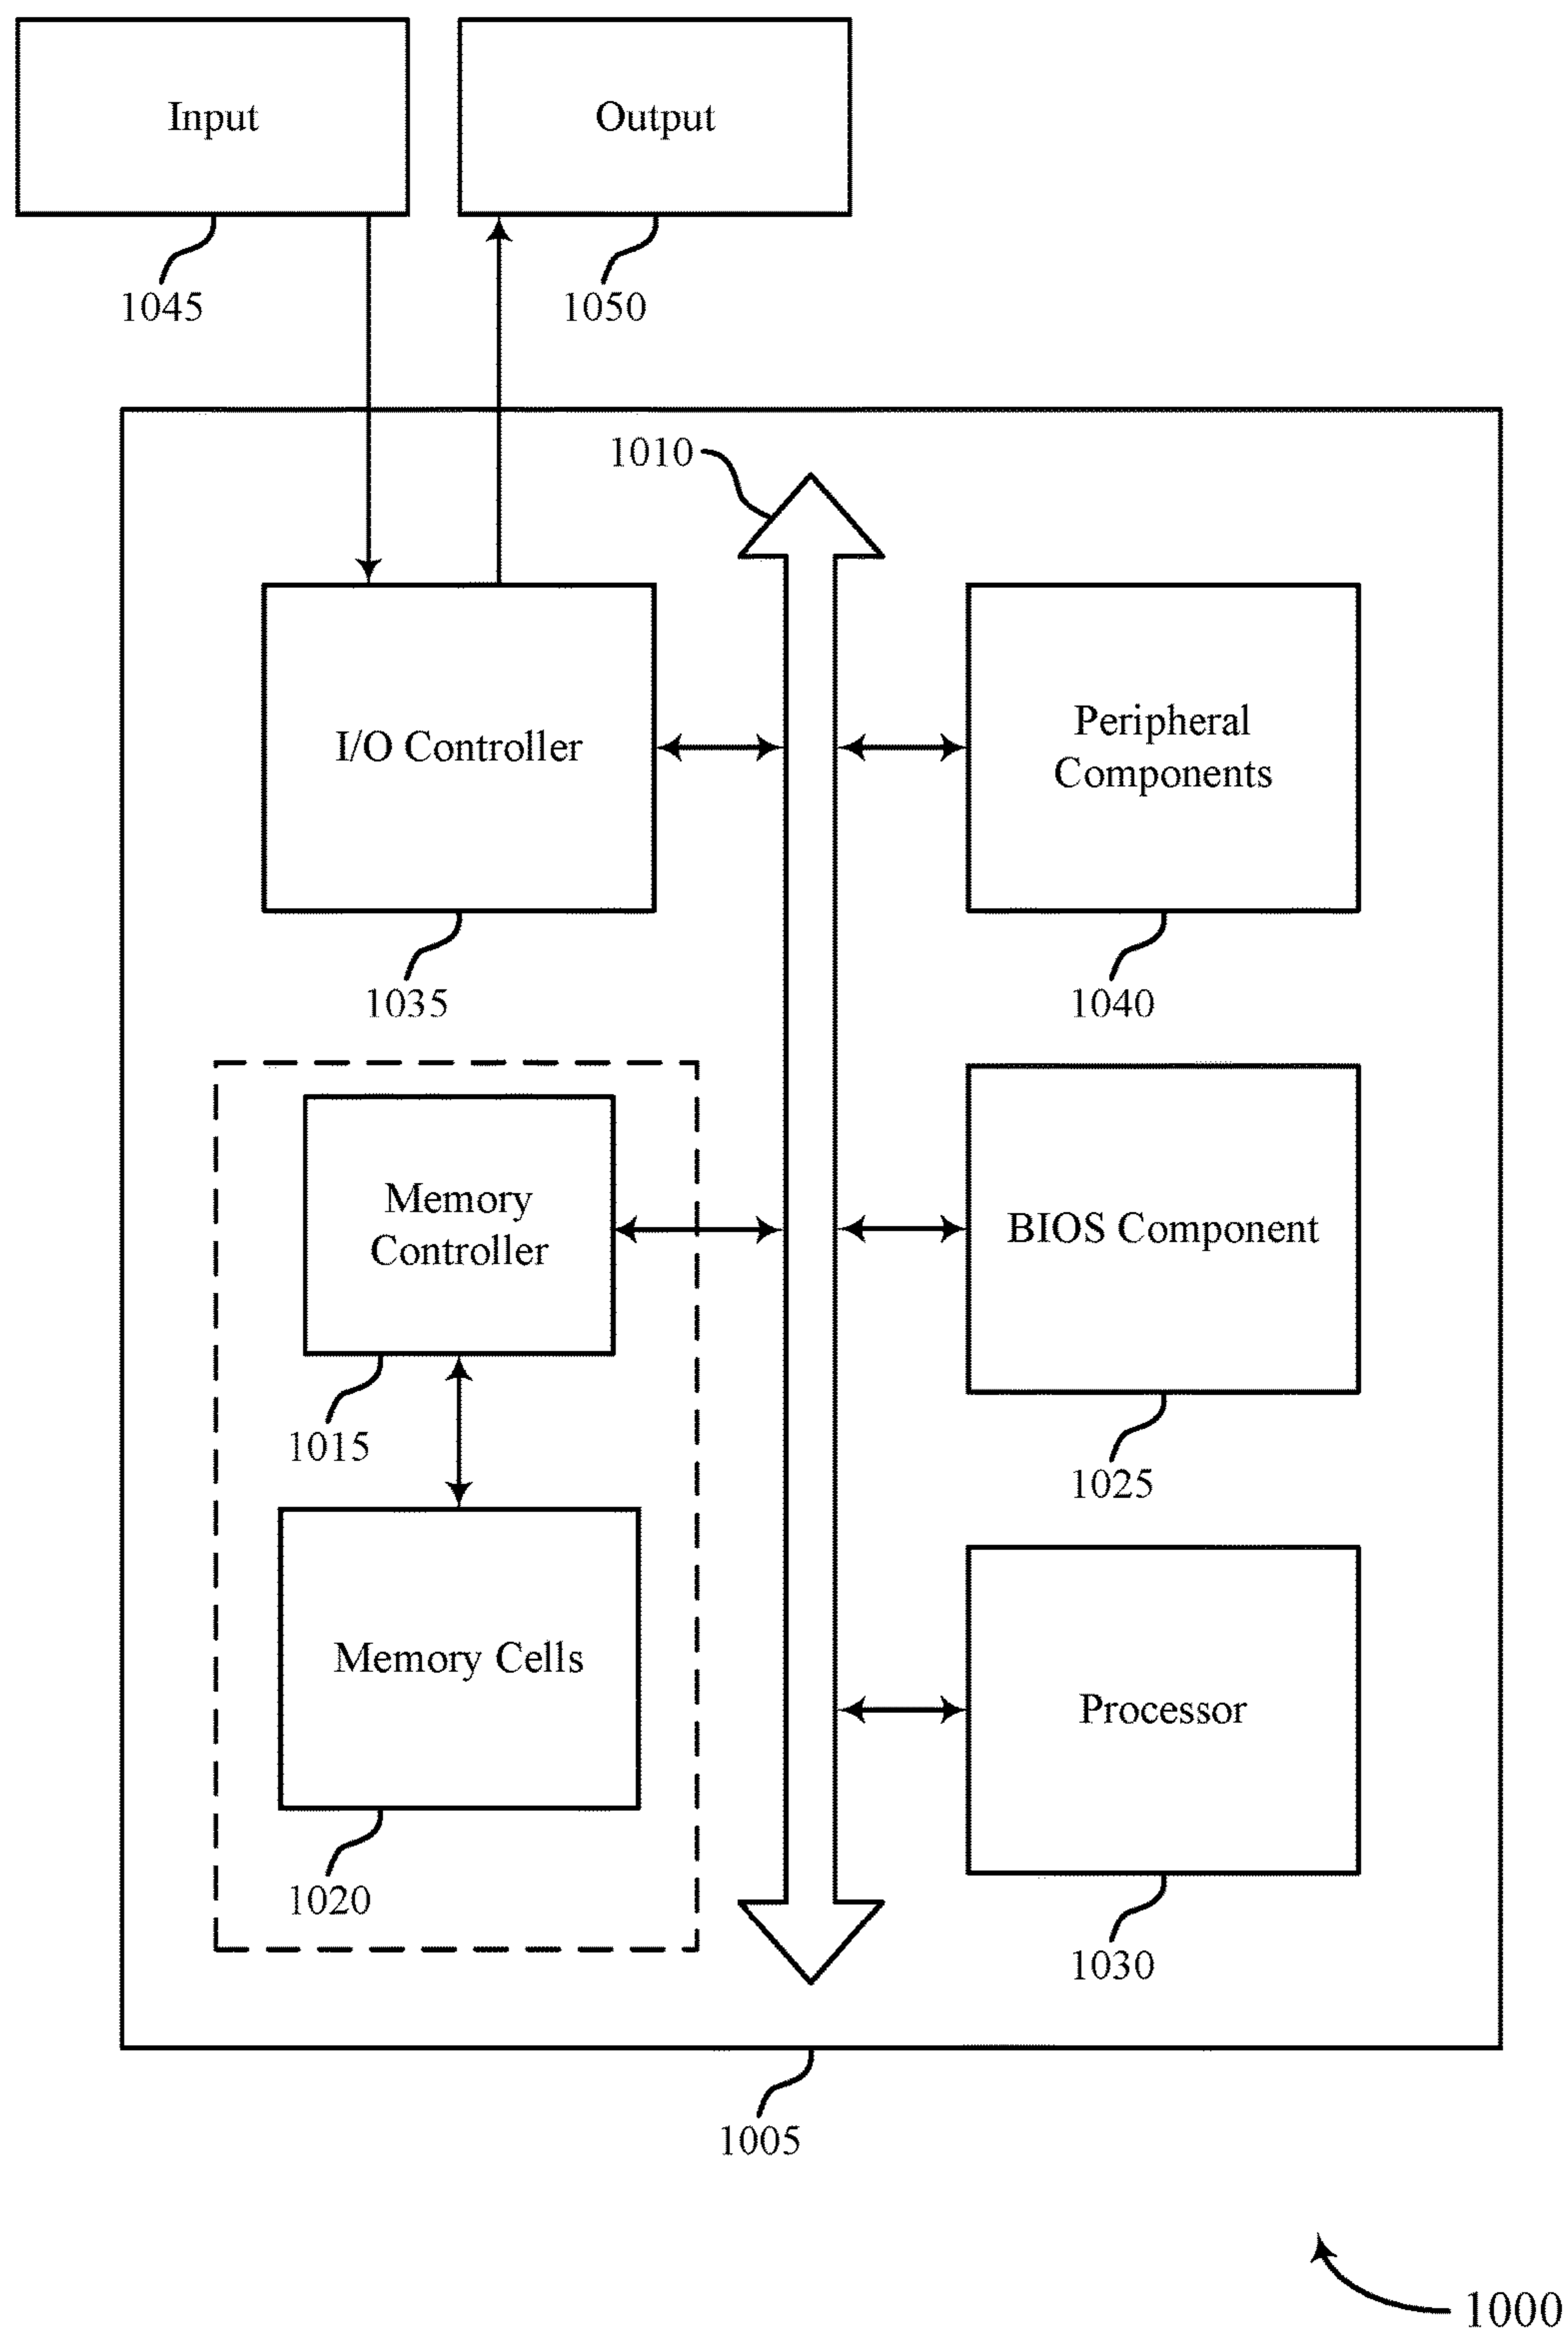 Input
Output
1045
1050
1010
I/O Controller
Peripheral
Components
1035
1040
Memory
Controller
BIOS Component
1015
1025
Memory Cells
Processor
1020
1030
1005
1000